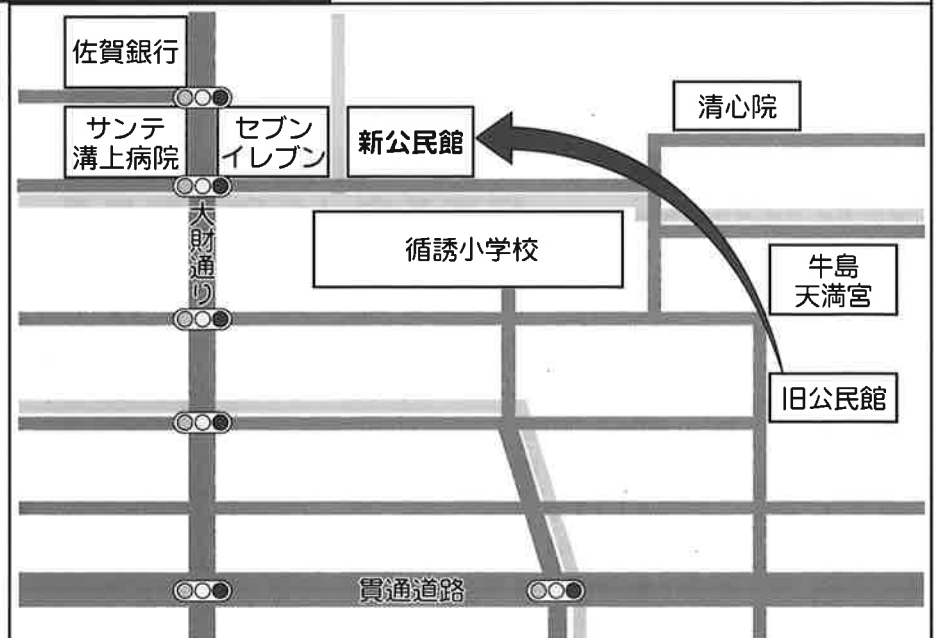 佐賀銀行
サンテ
溝上病院
セブン
イレブン
新公民館
清心院
大財通り
循誘小学校
牛島
天満宮
旧公民館
貫通道路